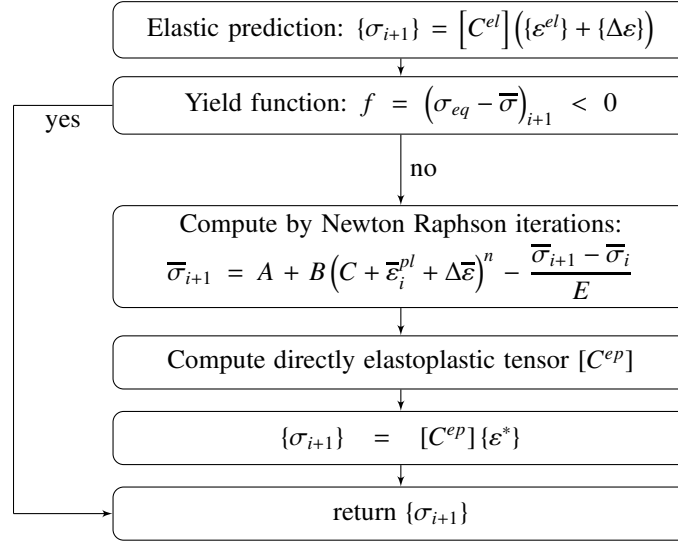 Elastic prediction: {σ_{i+1}} = [C^{el}] ({ε^{el}} + {Δε})
Yield function: f = (σ_{eq} − σ̅)_{i+1} < 0
yes
no
Compute by Newton Raphson iterations:
σ̅_{i+1} = A + B(C + ε̅_i^{pl} + Δε̅)^n − \frac{σ̅_{i+1} − σ̅_i}{E}
Compute directly elastoplastic tensor [C^{ep}]
{σ_{i+1}} = [C^{ep}] {ε^*}
return {σ_{i+1}}